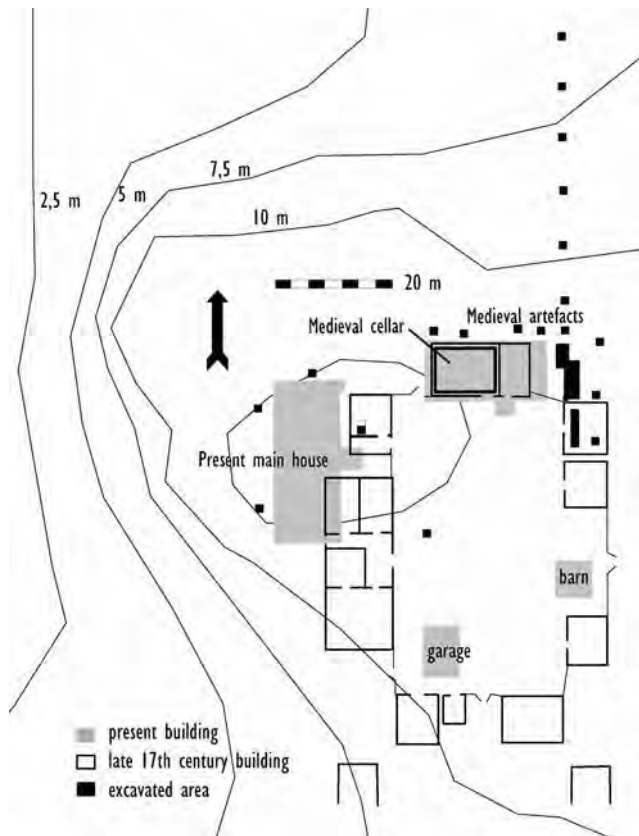 7,5 m
2,5 m
5 m
10 m
20 m
Medieval artefacts
Medieval cellar
Present main house
barn
garage
present building
late 17th century building
excavated area